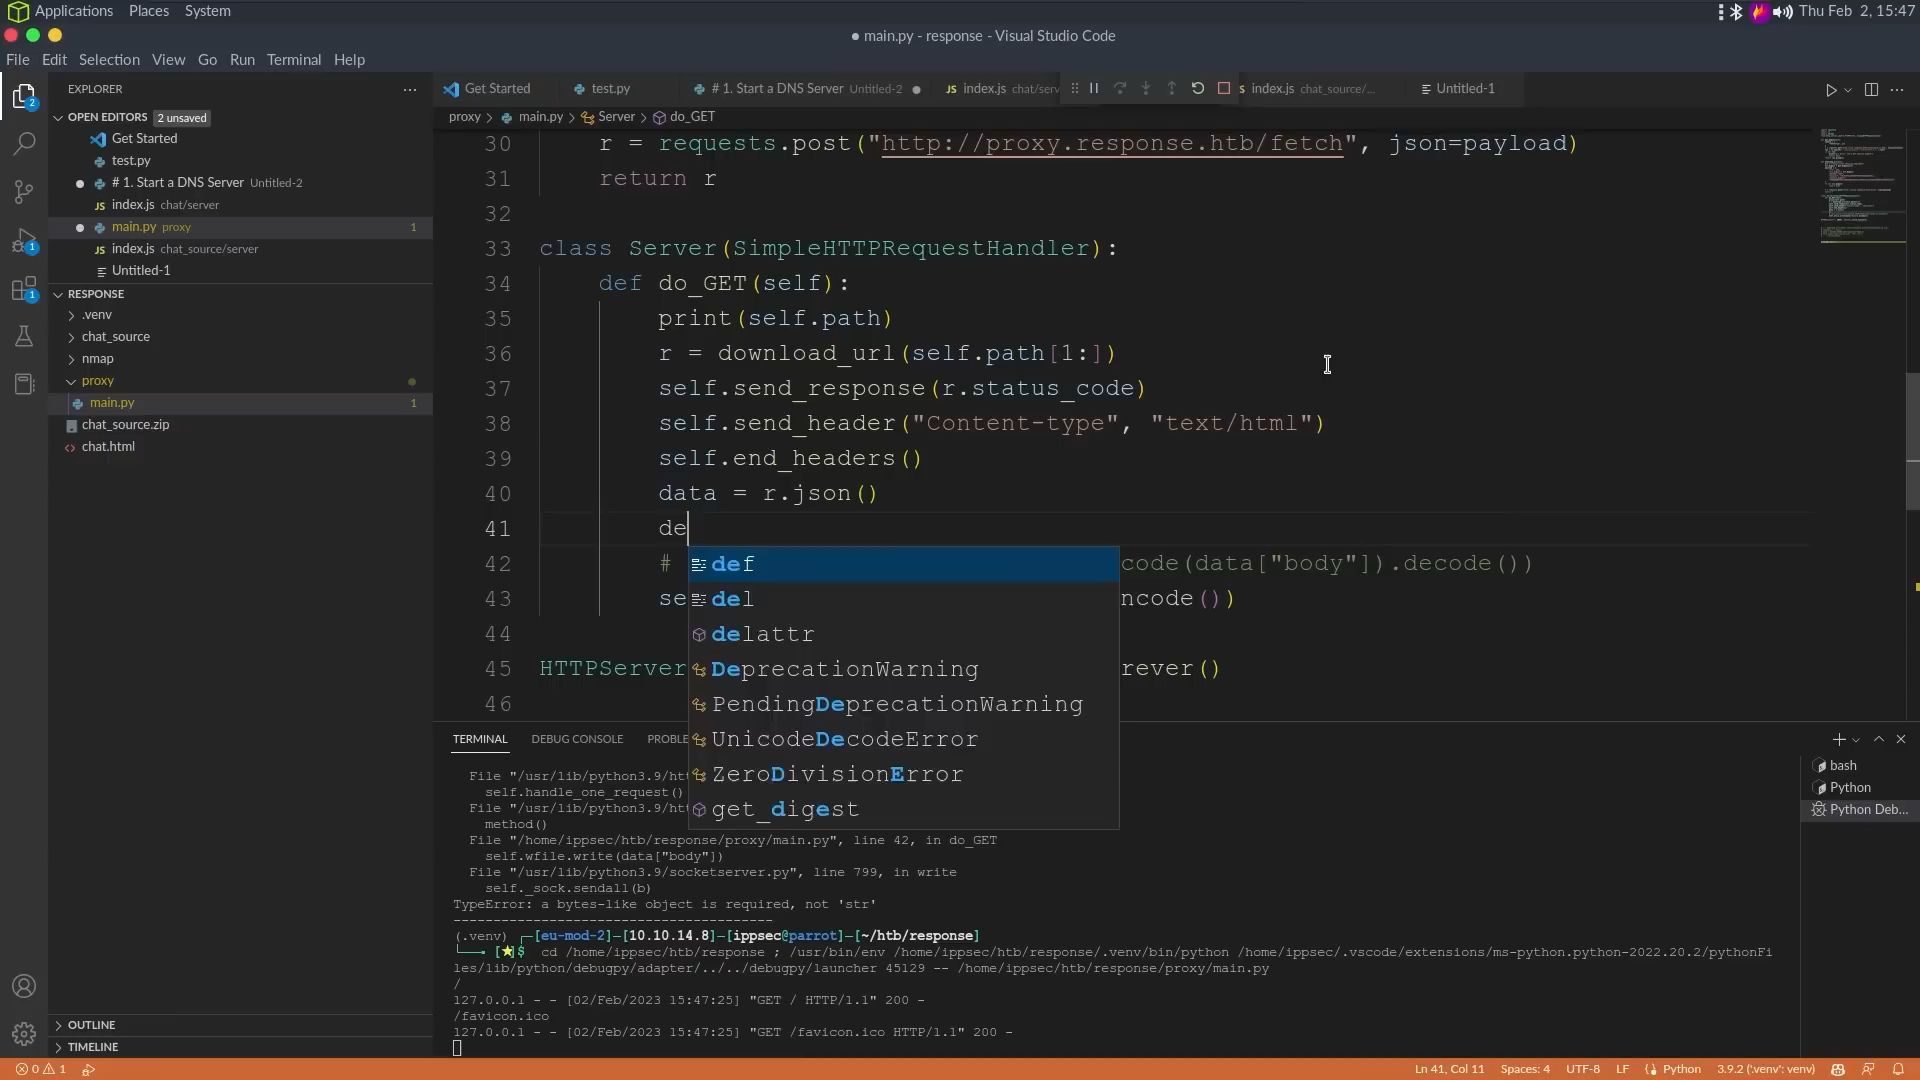 Applications Places System
Thu Feb 2, 15:47
● main.py - response - Visual Studio Code
File Edit Selection View Go Run Terminal Help
EXPLORER
OPEN EDITORS 2 unsaved
Get Started
test.py
# 1. Start a DNS Server Untitled-2
JS index.js chat/server
main.py proxy 1
JS index.js chat_source/server
Untitled-1
RESPONSE
.venv
chat_source
nmap
proxy
main.py 1
chat_source.zip
chat.html
OUTLINE
TIMELINE
2
1
1
Get Started test.py # 1. Start a DNS Server Untitled-2 ● JS index.js chat/serv S index.js chat_source/... Untitled-1
proxy > main.py > Server > do_GET
30 r = requests.post("http://proxy.response.htb/fetch", json=payload)
31 return r
32
33 class Server(SimpleHTTPRequestHandler):
34 def do_GET(self):
35 print(self.path)
36 r = download_url(self.path[1:])
37 self.send_response(r.status_code)
38 self.send_header("Content-type", "text/html")
39 self.end_headers()
40 data = r.json()
41 de
42 # code(data["body"]).decode())
43 se ncode())
44
45 HTTPServer rever()
46
def
del
delattr
DeprecationWarning
PendingDeprecationWarning
UnicodeDecodeError
ZeroDivisionError
get_digest
TERMINAL DEBUG CONSOLE PROBLE
File "/usr/lib/python3.9/htt
self.handle_one_request()
File "/usr/lib/python3.9/htt
method()
File "/home/ippsec/htb/response/proxy/main.py", line 42, in do_GET
self.wfile.write(data["body"])
File "/usr/lib/python3.9/socketserver.py", line 799, in write
self._sock.sendall(b)
TypeError: a bytes-like object is required, not 'str'
----------------------------------------
(.venv) ┌─[eu-mod-2]─[10.10.14.8]─[ippsec@parrot]─[~/htb/response]
└──╼ [★]$ cd /home/ippsec/htb/response ; /usr/bin/env /home/ippsec/htb/response/.venv/bin/python /home/ippsec/.vscode/extensions/ms-python.python-2022.20.2/pythonFi
les/lib/python/debugpy/adapter/../../debugpy/launcher 45129 -- /home/ippsec/htb/response/proxy/main.py
/
127.0.0.1 - - [02/Feb/2023 15:47:25] "GET / HTTP/1.1" 200 -
/favicon.ico
127.0.0.1 - - [02/Feb/2023 15:47:25] "GET /favicon.ico HTTP/1.1" 200 -
bash
Python
Python Deb...
0 1
Ln 41, Col 11 Spaces: 4 UTF-8 LF Python 3.9.2 ('.venv': venv)